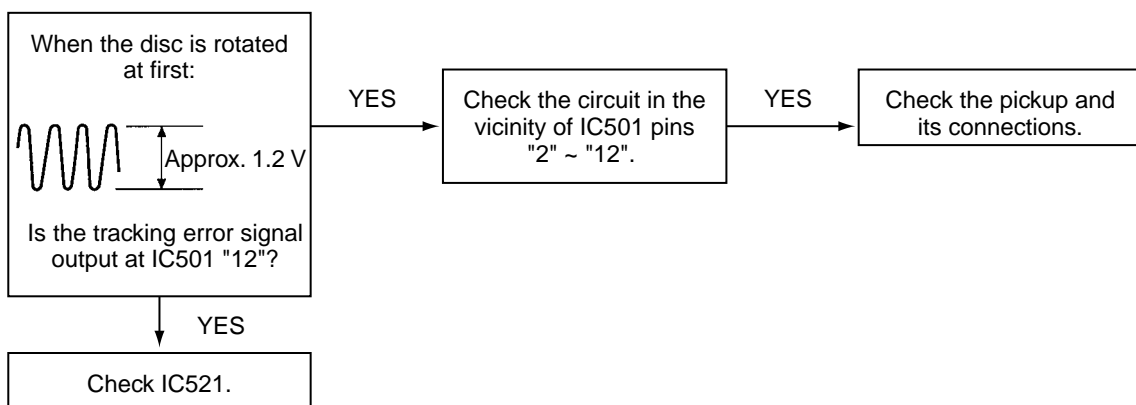 When the disc is rotated
at first:
Approx. 1.2 V
Is the tracking error signal
output at IC501 "12"?
YES
Check the circuit in the
vicinity of IC501 pins
"2" ~ "12".
YES
Check the pickup and
its connections.
YES
Check IC521.